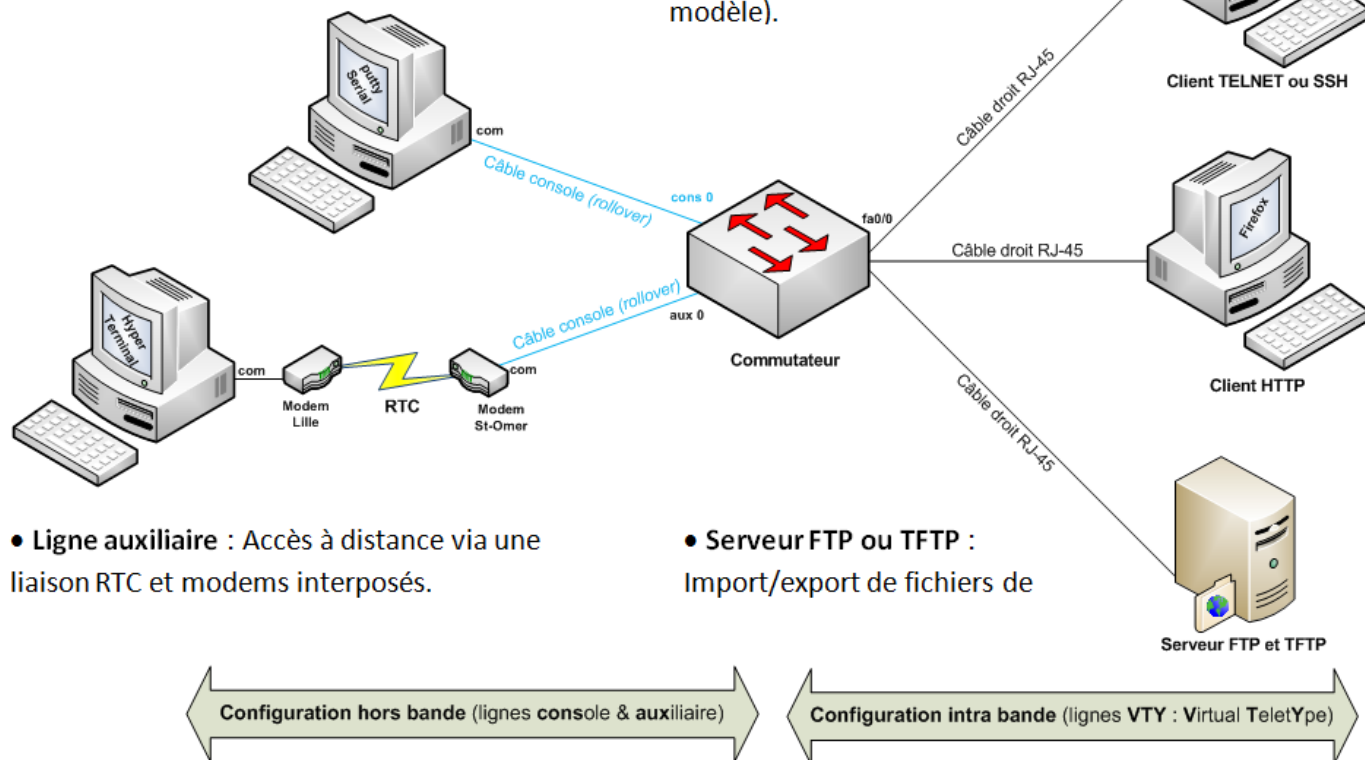 modèle).
putty
Serial
com
Câble console (rollover)
cons 0
Câble droit RJ-45
Client TELNET ou SSH
fa0/0
Câble droit RJ-45
Firefox
Client HTTP
Hyper
Terminal
com
Modem
Lille
RTC
com
Modem
St-Omer
Câble console (rollover)
aux 0
Commutateur
Câble droit RJ-45
• Ligne auxiliaire : Accès à distance via une
liaison RTC et modems interposés.
• Serveur FTP ou TFTP :
Import/export de fichiers de
Serveur FTP et TFTP
Configuration hors bande (lignes console & auxiliaire)
Configuration intra bande (lignes VTY : Virtual TeletYpe)